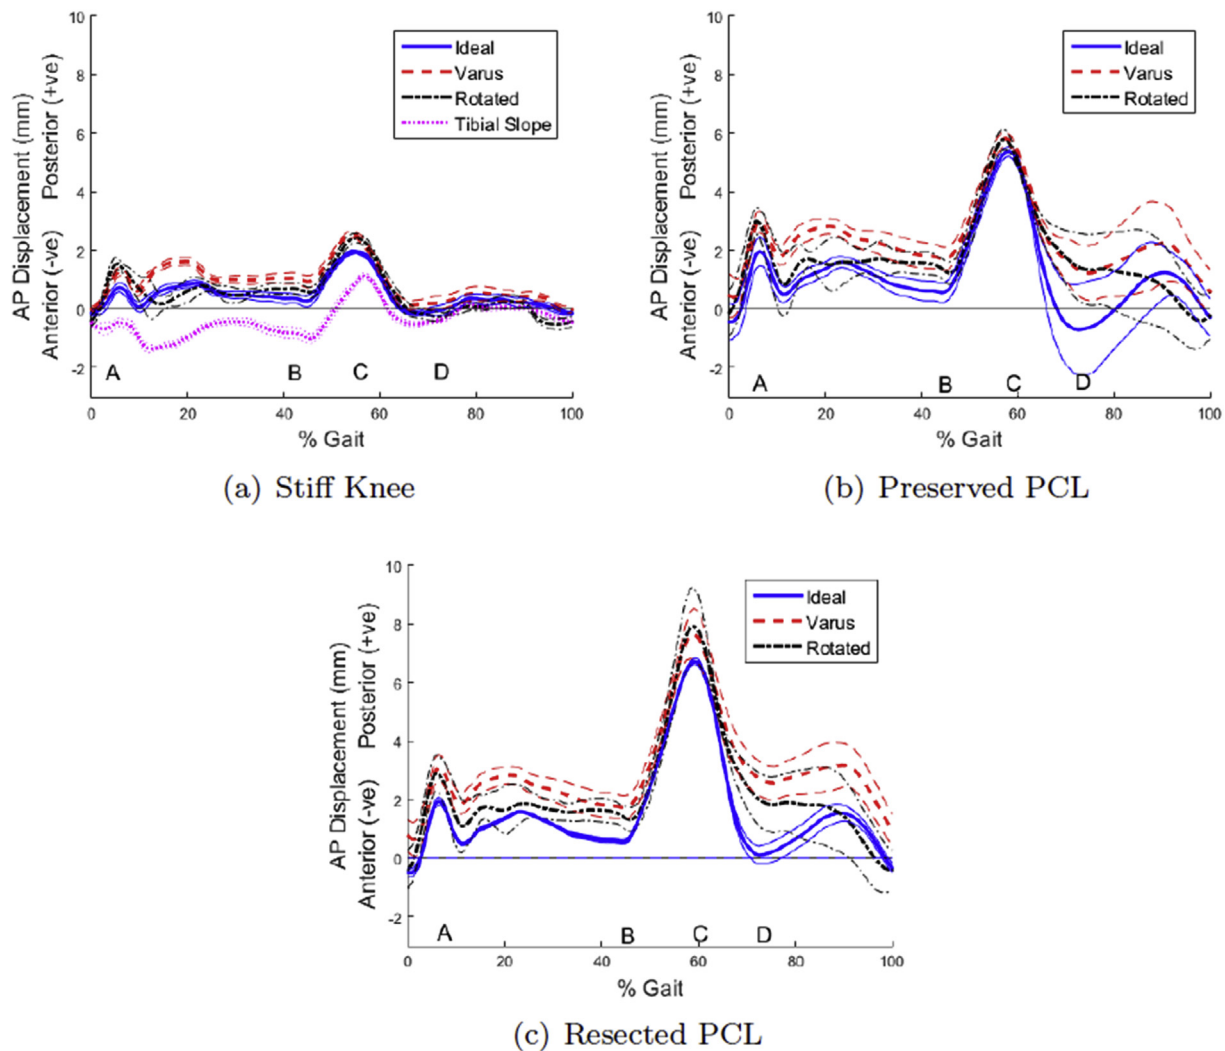 AP Displacement (mm)
Anterior (-ve) Posterior (+ve)
10
8
6
4
2
0
-2
Ideal
Varus
Rotated
Tibial Slope
A B C D
0 20 40 60 80 100
% Gait
(a) Stiff Knee
AP Displacement (mm)
Anterior (-ve) Posterior (+ve)
10
8
6
4
2
0
-2
Ideal
Varus
Rotated
A B C D
0 20 40 60 80 100
% Gait
(b) Preserved PCL
AP Displacement (mm)
Anterior (-ve) Posterior (+ve)
10
8
6
4
2
0
-2
Ideal
Varus
Rotated
A B C D
0 20 40 60 80 100
% Gait
(c) Resected PCL